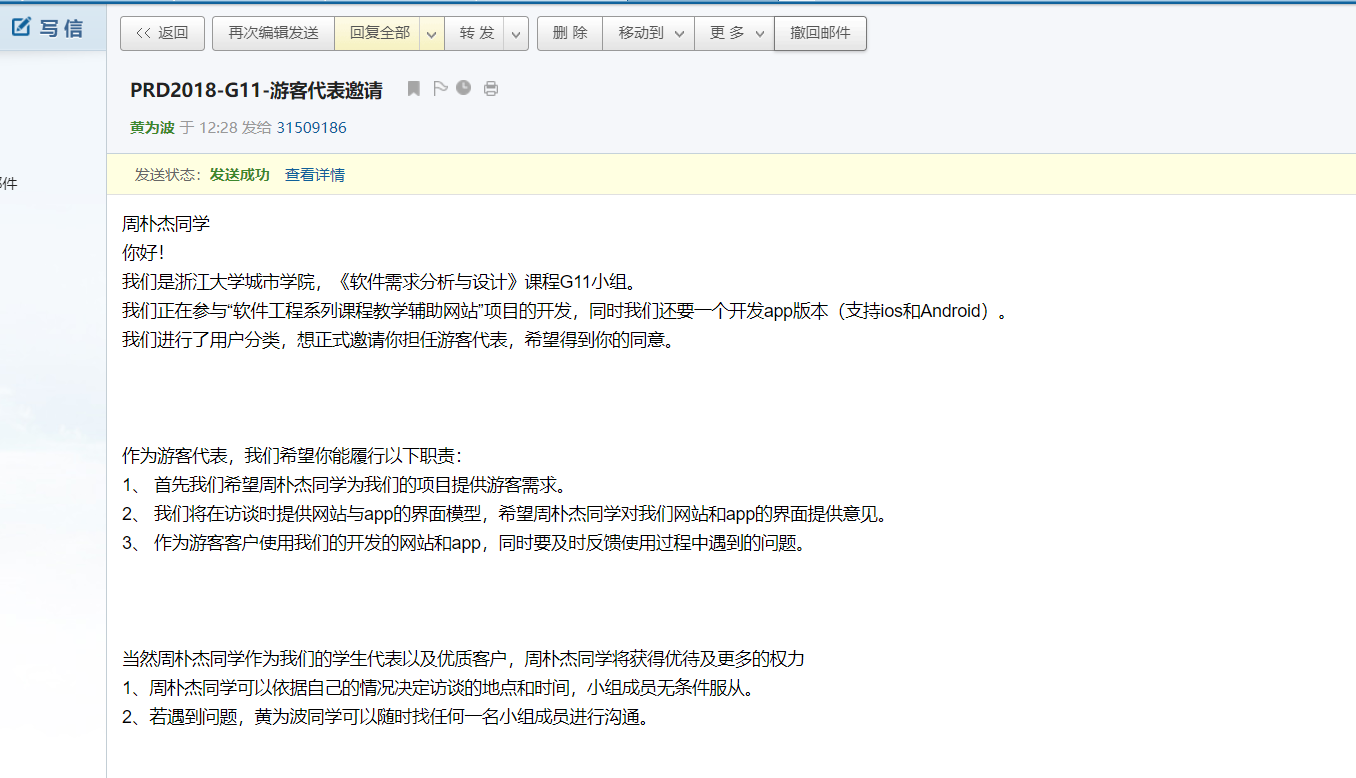 写信
<< 返回
再次编辑发送
回复全部
转 发
删 除
移动到
更 多
撤回邮件
PRD2018-G11-游客代表邀请
黄为波 于 12:28 发给 31509186
件
发送状态：发送成功 查看详情
周朴杰同学
你好！
我们是浙江大学城市学院，《软件需求分析与设计》课程G11小组。
我们正在参与“软件工程系列课程教学辅助网站”项目的开发，同时我们还要一个开发app版本（支持ios和Android）。
我们进行了用户分类，想正式邀请你担任游客代表，希望得到你的同意。
作为游客代表，我们希望你能履行以下职责：
1、 首先我们希望周朴杰同学为我们的项目提供游客需求。
2、 我们将在访谈时提供网站与app的界面模型，希望周朴杰同学对我们网站和app的界面提供意见。
3、 作为游客客户使用我们的开发的网站和app，同时要及时反馈使用过程中遇到的问题。
当然周朴杰同学作为我们的学生代表以及优质客户，周朴杰同学将获得优待及更多的权力
1、周朴杰同学可以依据自己的情况决定访谈的地点和时间，小组成员无条件服从。
2、若遇到问题，黄为波同学可以随时找任何一名小组成员进行沟通。